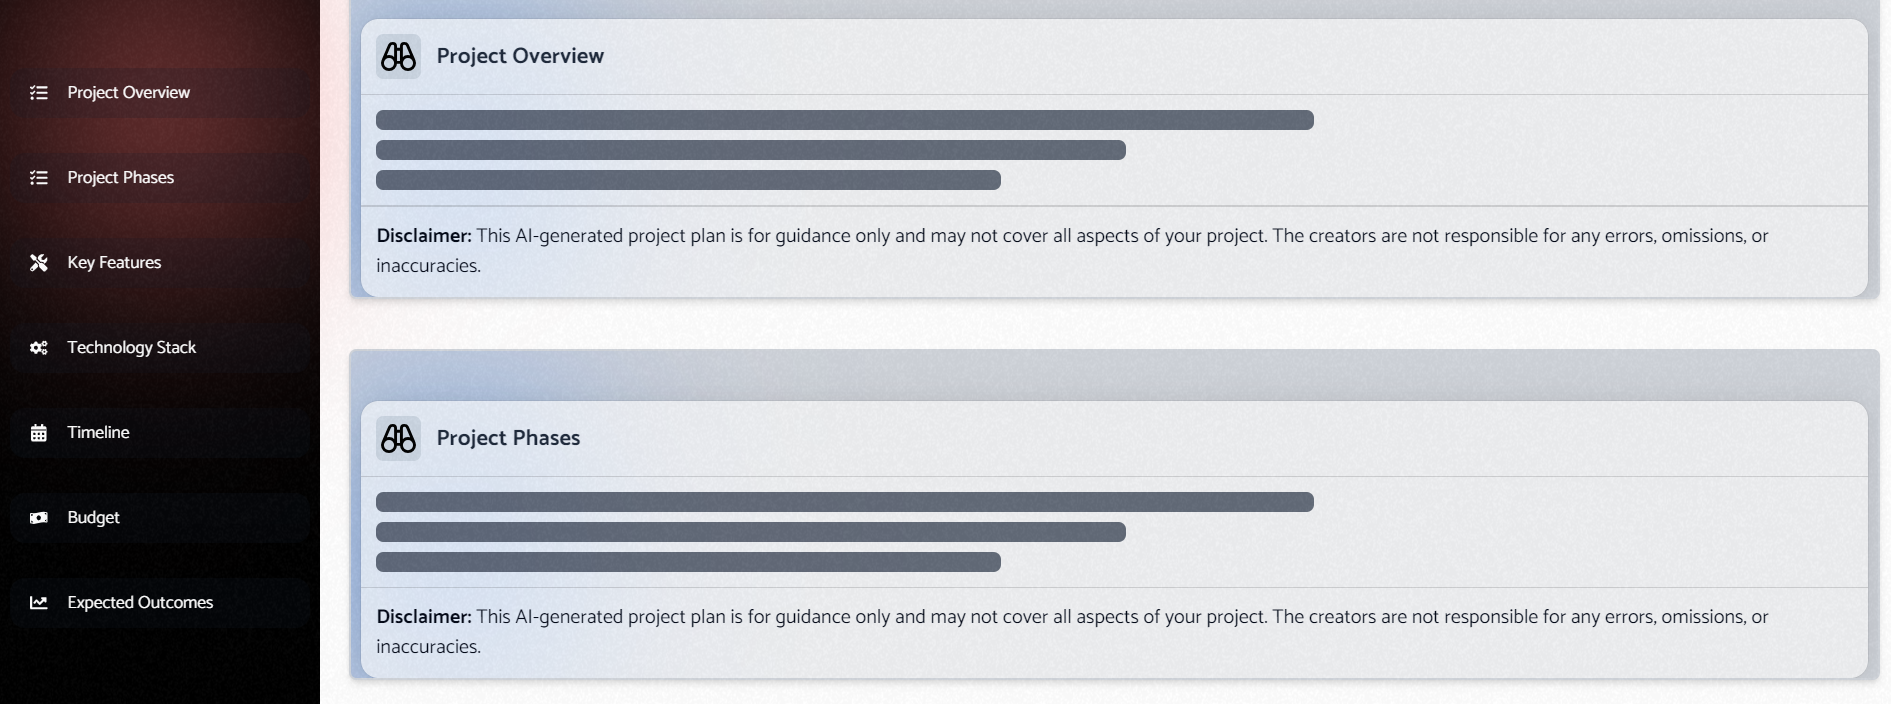 Project Overview
Project Phases
Key Features
Technology Stack
Timeline
Budget
Expected Outcomes
Project Overview
Disclaimer: This AI-generated project plan is for guidance only and may not cover all aspects of your project. The creators are not responsible for any errors, omissions, or
inaccuracies.
Project Phases
Disclaimer: This AI-generated project plan is for guidance only and may not cover all aspects of your project. The creators are not responsible for any errors, omissions, or
inaccuracies.